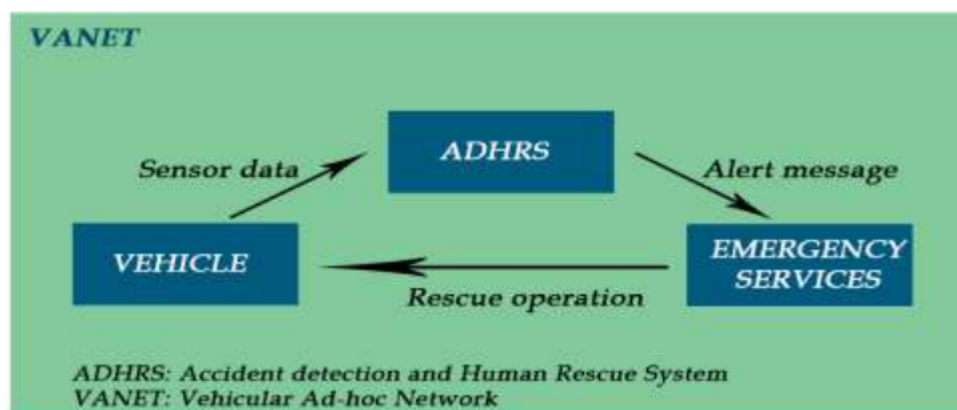 VANET
ADHRS
Sensor data
Alert message
VEHICLE
EMERGENCY
SERVICES
Rescue operation
ADHRS: Accident detection and Human Rescue System
VANET: Vehicular Ad-hoc Network